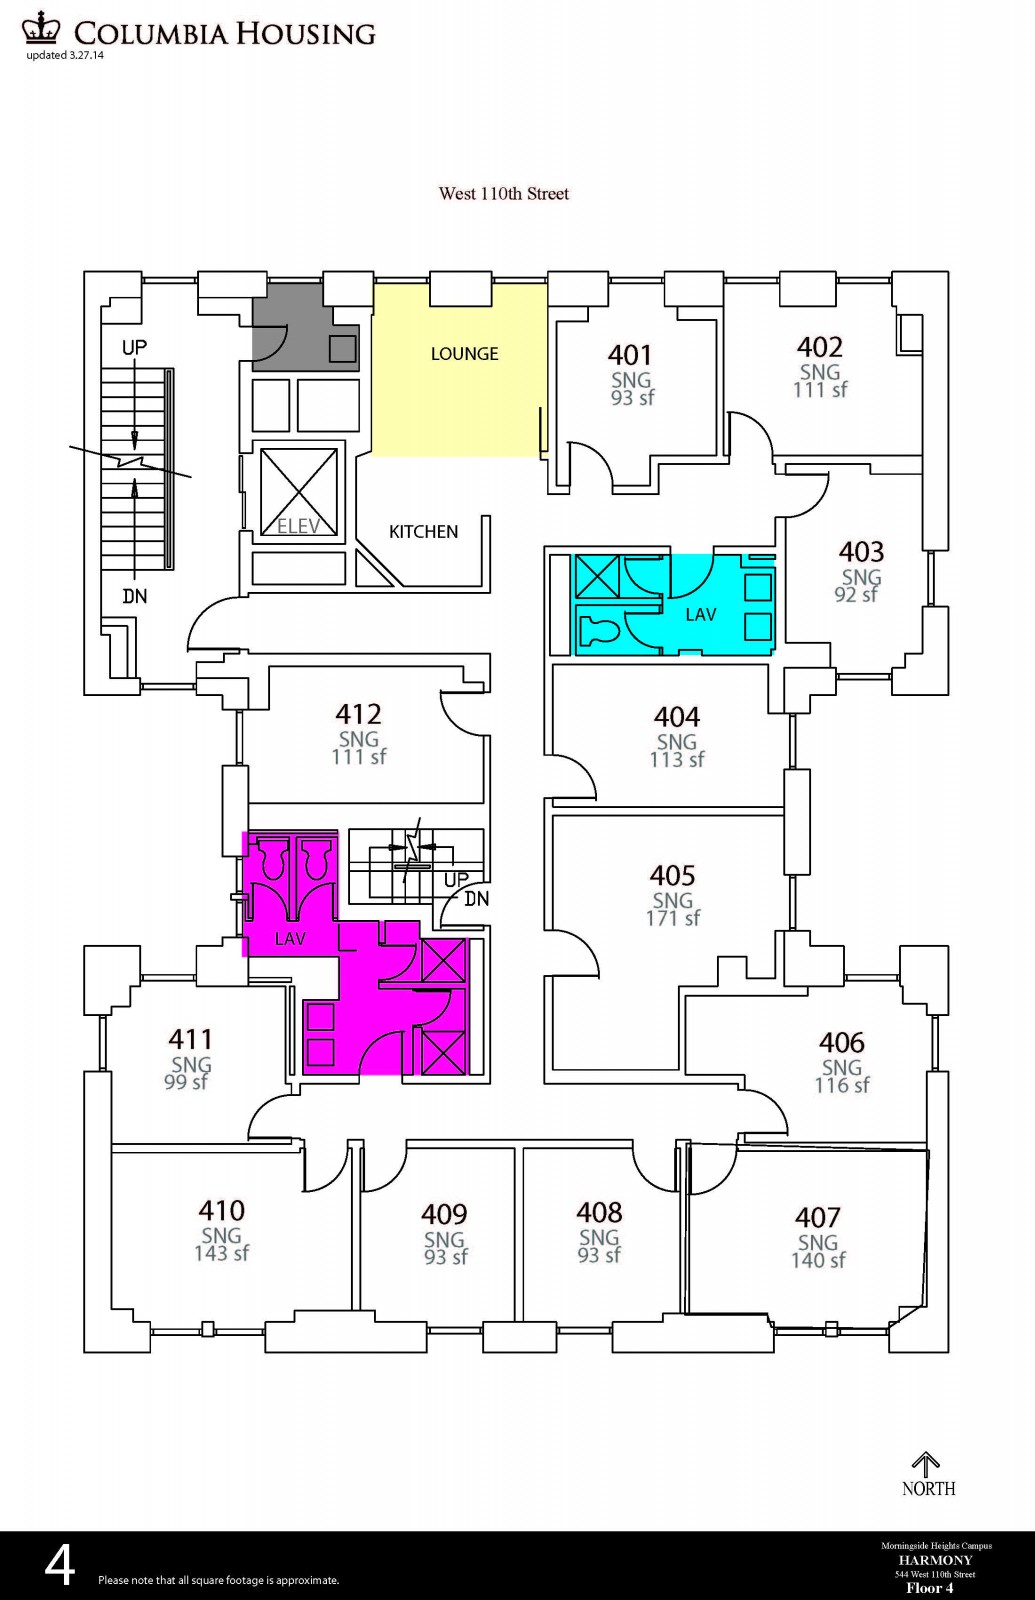 COLUMBIA HOUSING
updated 3.27.14
West 110th Street
UP
LOUNGE
401
SNG
93 sf
402
SNG
111 sf
ELEV
KITCHEN
403
SNG
92 sf
DN
LAV
412
SNG
111 sf
404
SNG
113 sf
405
SNG
171 sf
UP
DN
LAV
411
SNG
99 sf
406
SNG
116 sf
410
SNG
143 sf
409
SNG
93 sf
408
SNG
93 sf
407
SNG
140 sf
NORTH
4
Please note that all square footage is approximate.
Morningside Heights Campus
HARMONY
544 West 110th Street
Floor 4